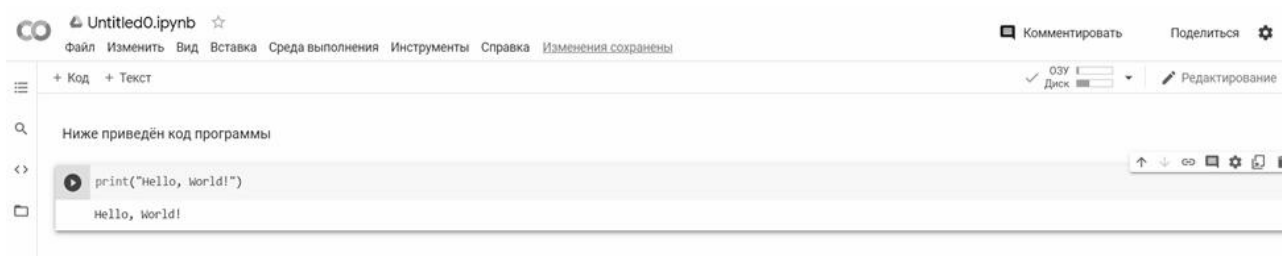 CO Untitled0.ipynb
Файл Изменить Вид Вставка Среда выполнения Инструменты Справка Изменения сохранены
Комментировать Поделиться
+ Код + Текст
ОЗУ
Диск
Редактирование
Ниже приведён код программы
print("Hello, World!")
Hello, World!